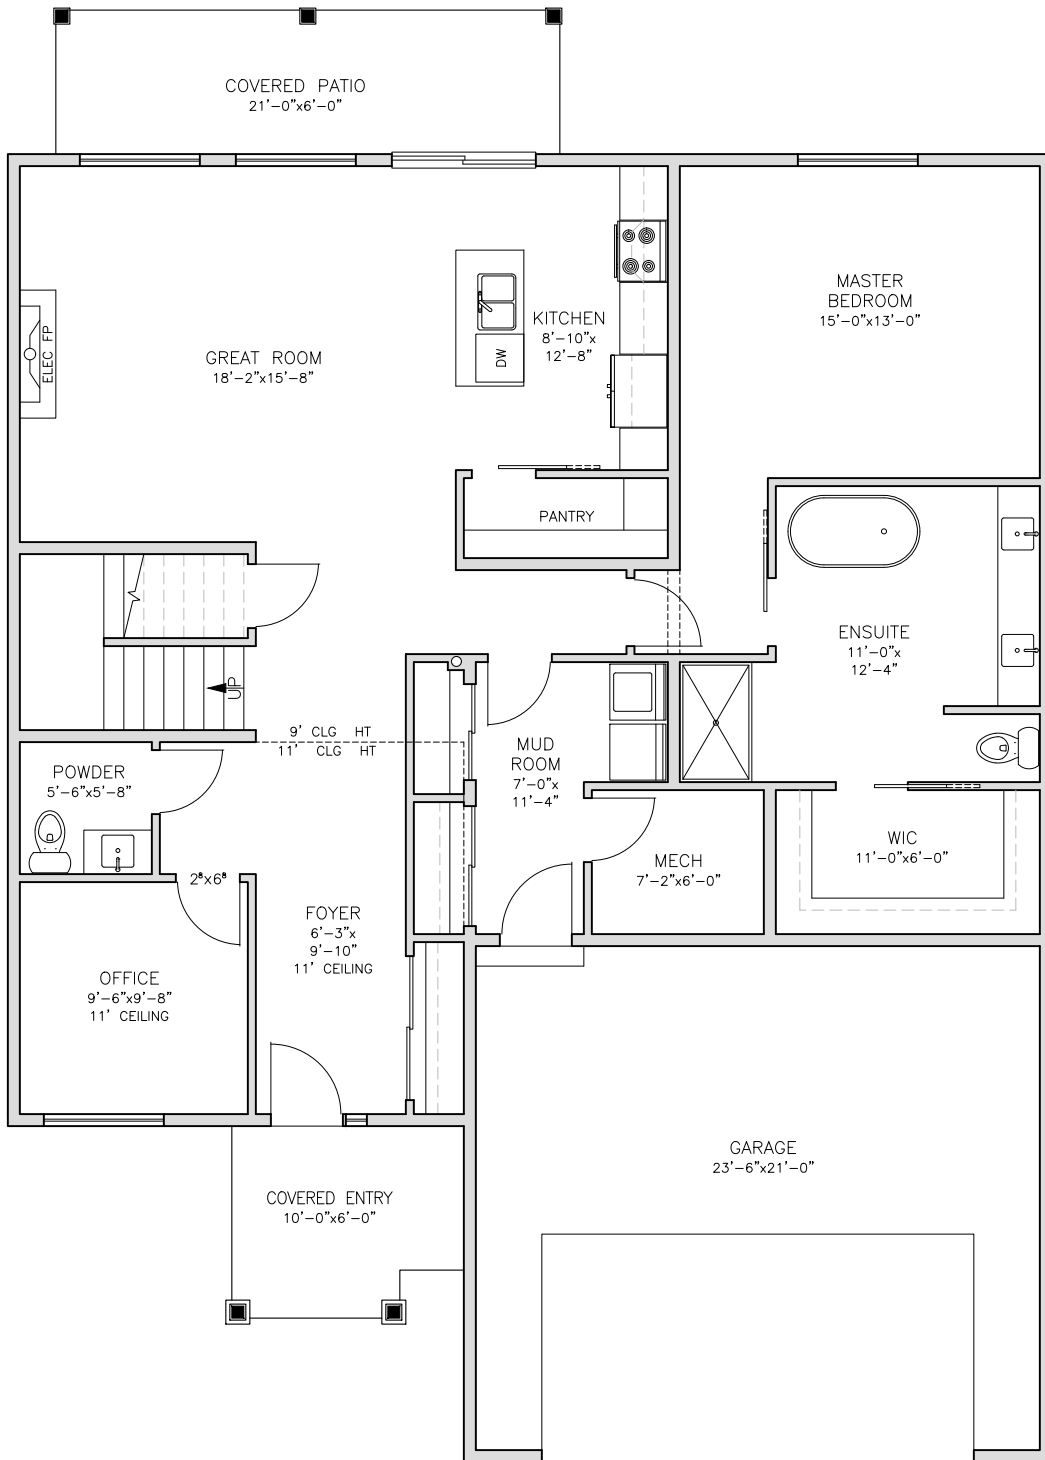 COVERED PATIO
21'-0"x6'-0"
MASTER
BEDROOM
15'-0"x13'-0"
KITCHEN
8'-10"x
12'-8"
DW
ELEC FP
GREAT ROOM
18'-2"x15'-8"
PANTRY
ENSUITE
11'-0"x
12'-4"
UP
9' CLG HT
11' CLG HT
MUD
ROOM
7'-0"x
11'-4"
POWDER
5'-6"x5'-8"
WIC
11'-0"x6'-0"
MECH
7'-2"x6'-0"
2⁸x6⁸
FOYER
6'-3"x
9'-10"
11' CEILING
OFFICE
9'-6"x9'-8"
11' CEILING
GARAGE
23'-6"x21'-0"
COVERED ENTRY
10'-0"x6'-0"